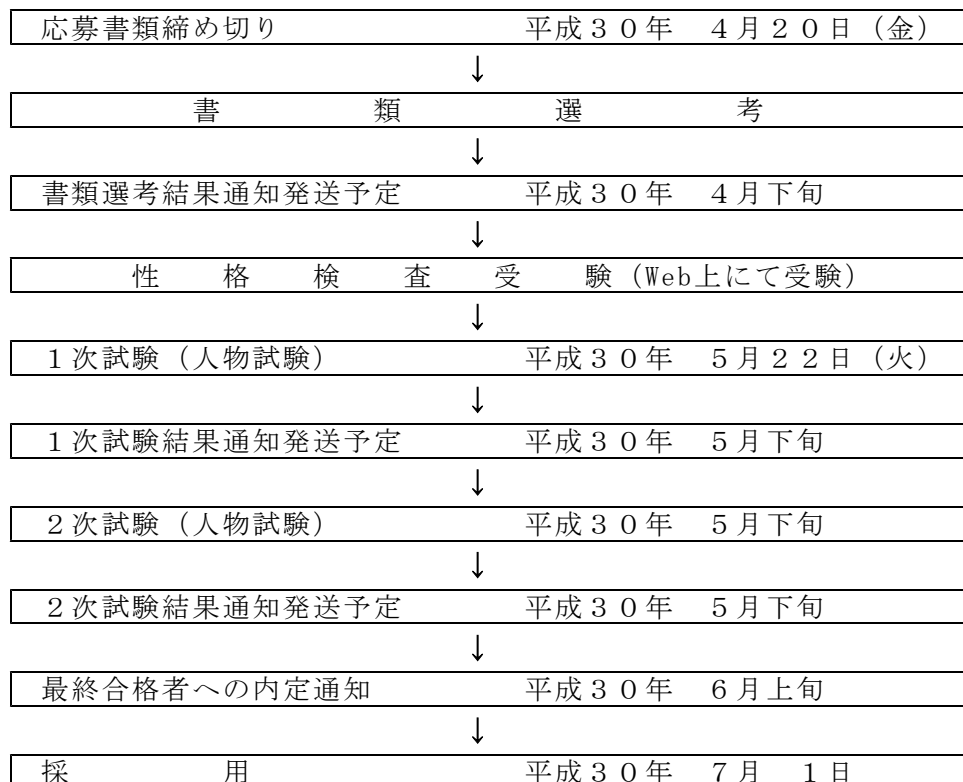 応募書類締め切り　平成３０年　４月２０日（金）
↓
書　類　選　考
↓
書類選考結果通知発送予定　平成３０年　４月下旬
↓
性　格　検　査　受　験（Web上にて受験）
↓
１次試験（人物試験）　平成３０年　５月２２日（火）
↓
１次試験結果通知発送予定　平成３０年　５月下旬
↓
２次試験（人物試験）　平成３０年　５月下旬
↓
２次試験結果通知発送予定　平成３０年　５月下旬
↓
最終合格者への内定通知　平成３０年　６月上旬
↓
採　用　平成３０年　７月　１日